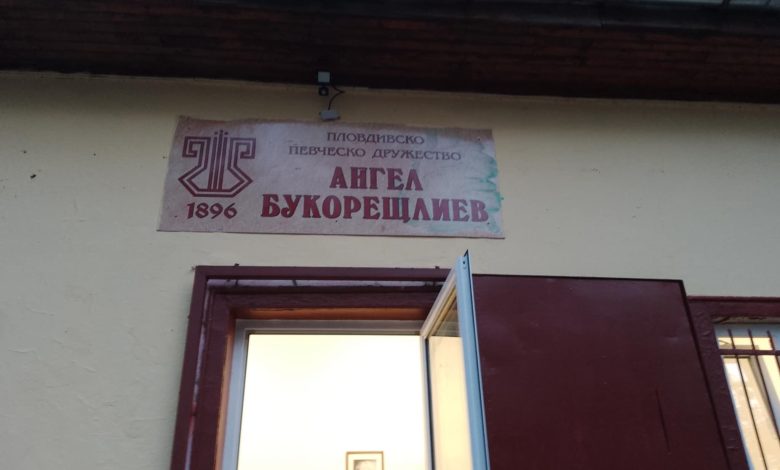 ПЛОВДИВСКО
ПЕВЧЕСКО ДРУЖЕСТВО
АНГЕЛ
БУКОРЕЩЛИЕВ
1896